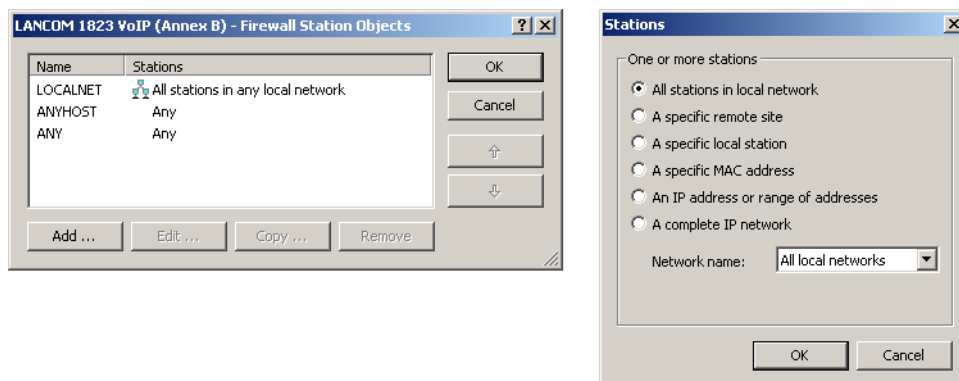 LANCOM 1823 VoIP (Annex B) - Firewall Station Objects
Name Stations
LOCALNET All stations in any local network
ANYHOST Any
ANY Any
OK
Cancel
Add ... Edit ... Copy ... Remove
Stations
One or more stations
All stations in local network
A specific remote site
A specific local station
A specific MAC address
An IP address or range of addresses
A complete IP network
Network name: All local networks
OK Cancel